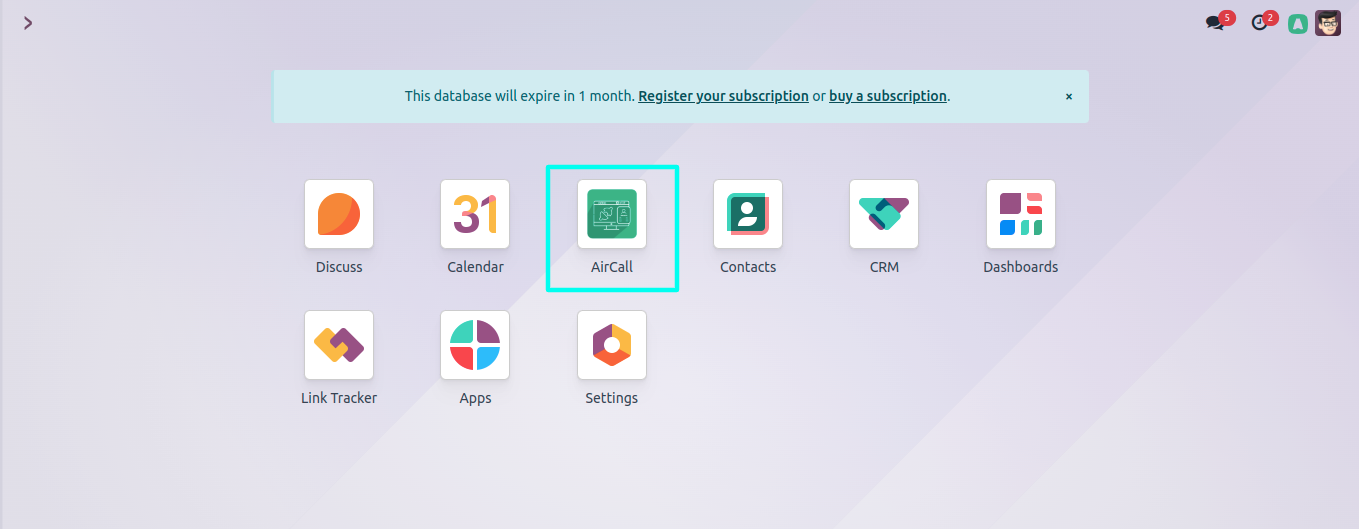 5
2
This database will expire in 1 month. Register your subscription or buy a subscription.
×
31
Discuss
Calendar
AirCall
Contacts
CRM
Dashboards
Link Tracker
Apps
Settings